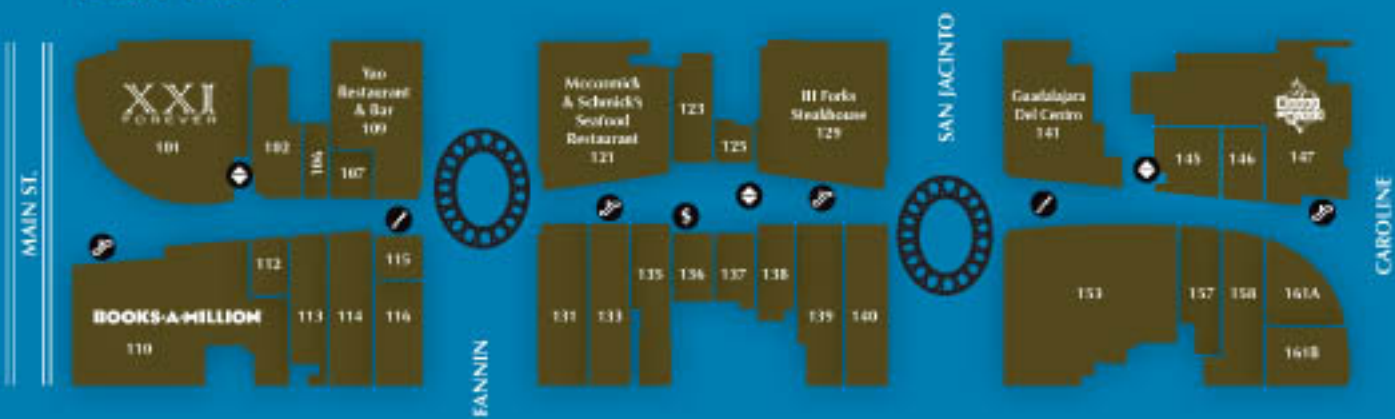 MAIN ST.
XXI
FOREVER
101
102
106
Yao
Restaurant
& Bar
109
107
BOOKS-A-MILLION
110
112
113
114
115
116
FANNIN
Mccormick
& Schmick's
Seafood
Restaurant
121
123
125
III Forks
Steakhouse
129
$
131
133
135
136
137
138
139
140
SAN JACINTO
Guadalajara
Del Centro
141
145
146
147
153
157
158
161A
161B
CAROLINE